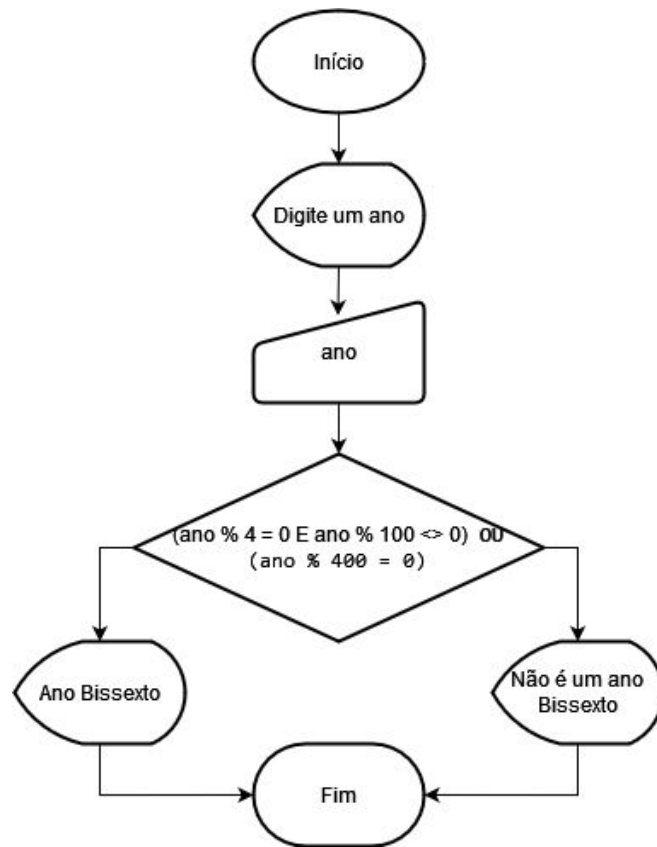 Início
Digite um ano
ano
(ano % 4 = 0 E ano % 100 <> 0) OU
(ano % 400 = 0)
Ano Bissexto
Não é um ano
Bissexto
Fim